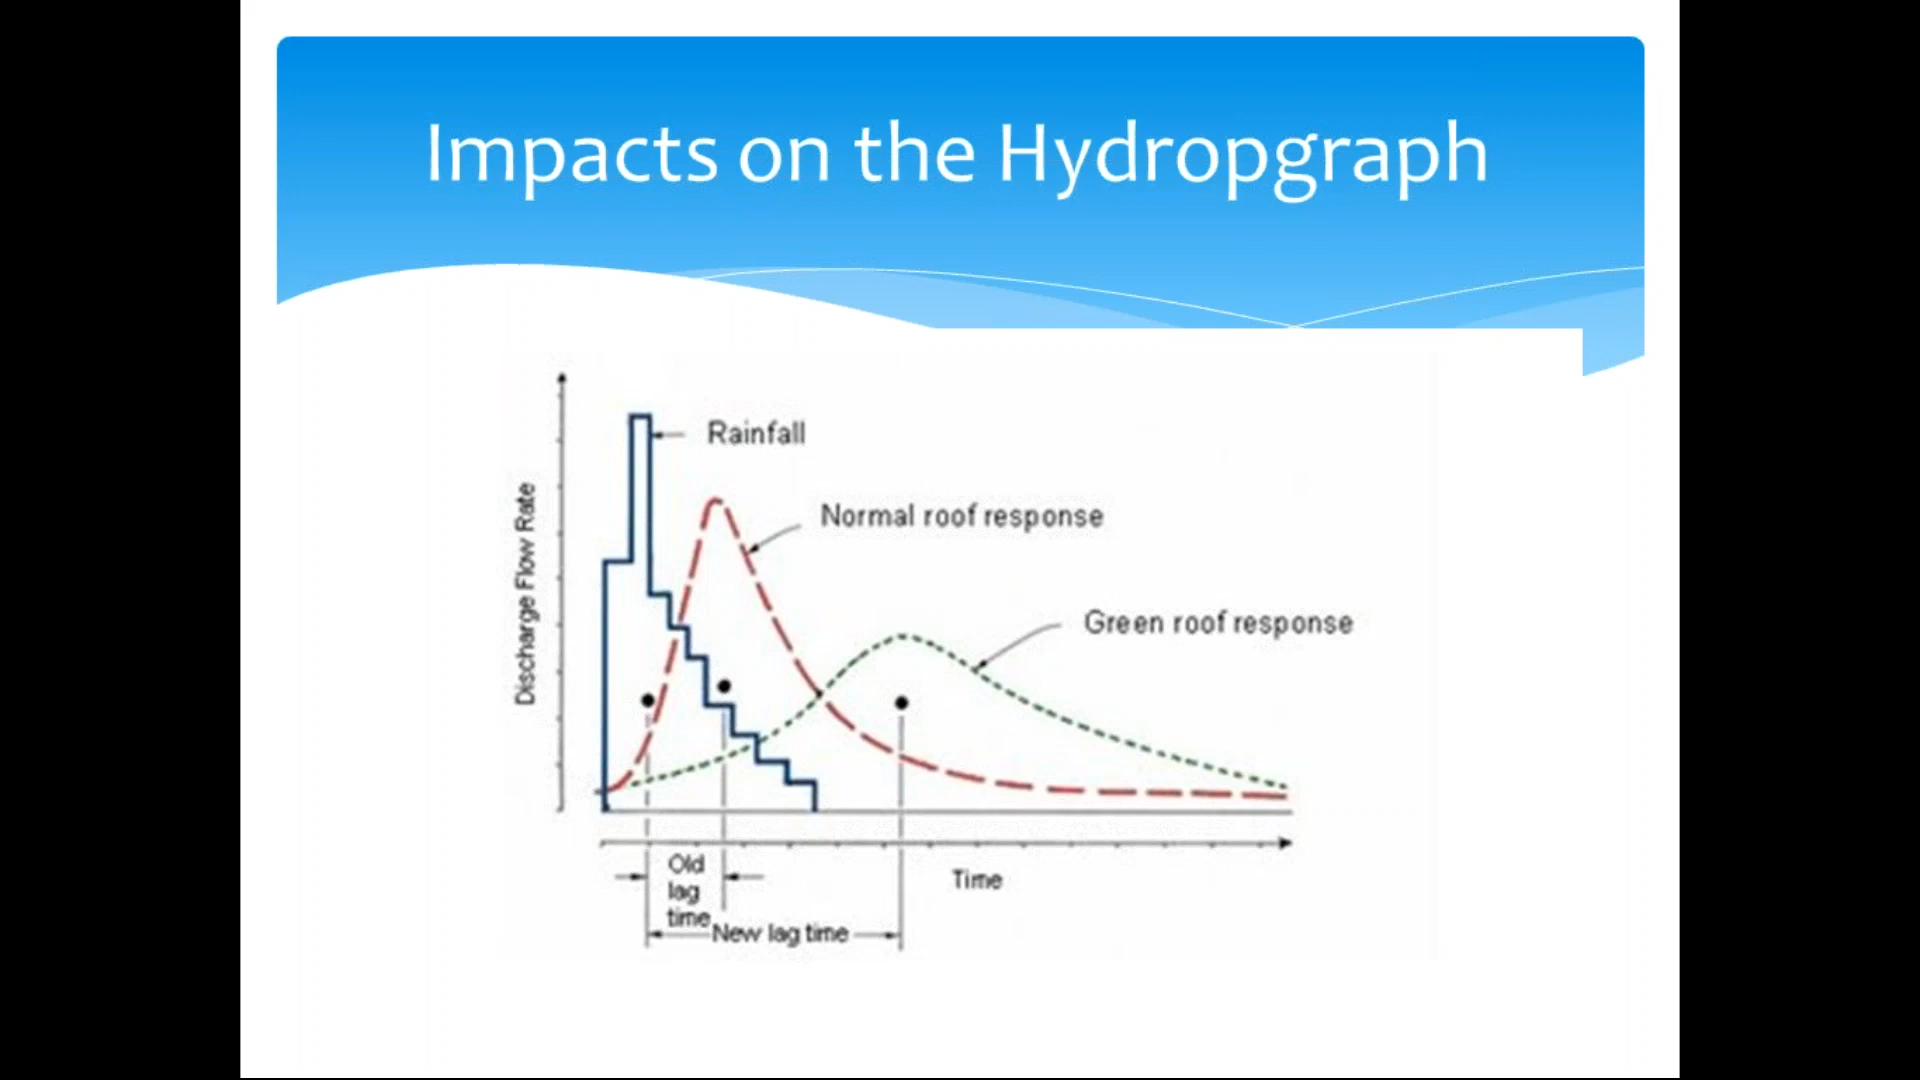 Impacts on the Hydropgraph
Rainfall
Normal roof response
Green roof response
Discharge Flow Rate
Old
lag
time
Time
New lag time